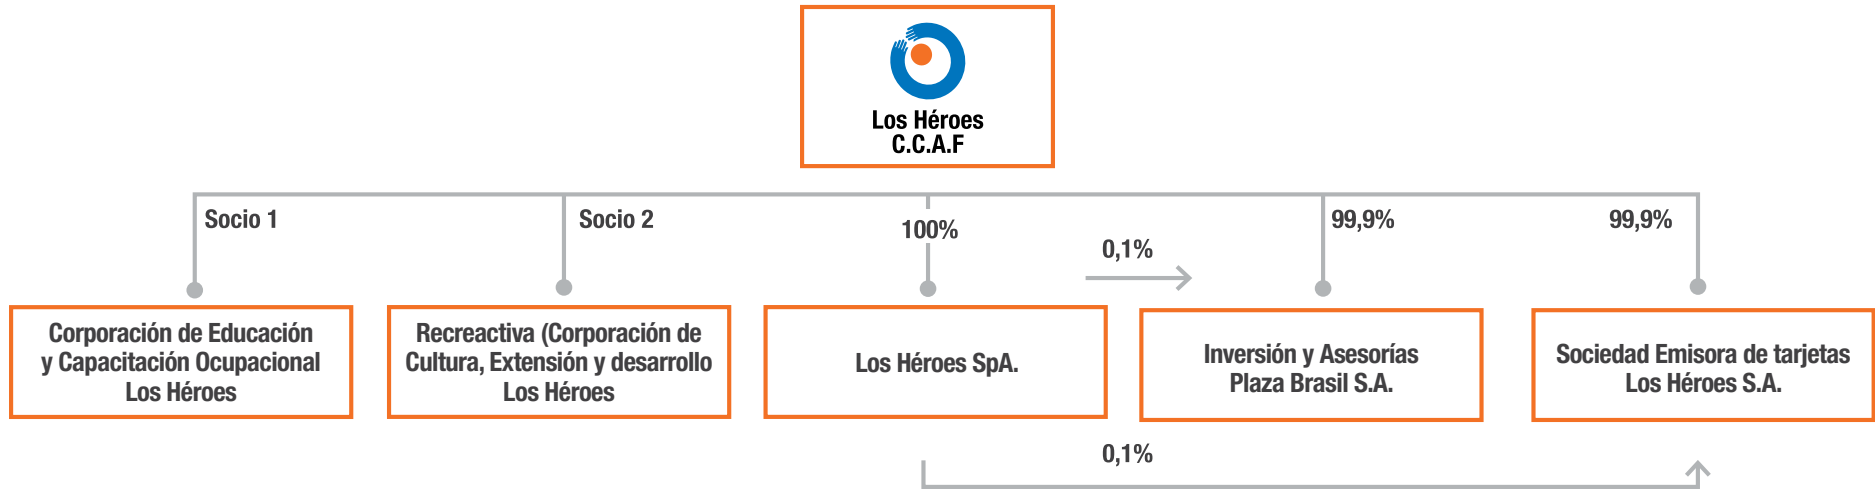 Los Héroes
C.C.A.F
Socio 1
Socio 2
100%
0,1%
99,9%
99,9%
Corporación de Educación
y Capacitación Ocupacional
Los Héroes
Recreactiva (Corporación de
Cultura, Extensión y desarrollo
Los Héroes
Los Héroes SpA.
Inversión y Asesorías
Plaza Brasil S.A.
Sociedad Emisora de tarjetas
Los Héroes S.A.
0,1%